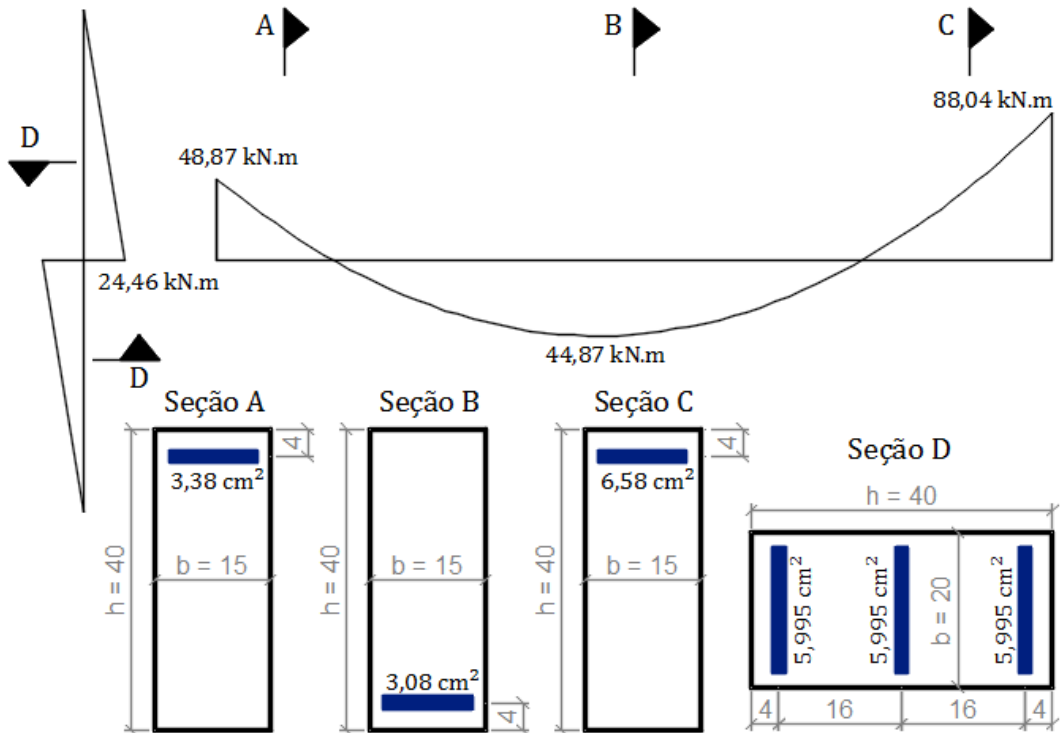 A
B
C
D
48,87 kN.m
88,04 kN.m
24,46 kN.m
44,87 kN.m
D
Seção A
4
3,38 cm²
h = 40
b = 15
Seção B
h = 40
b = 15
3,08 cm²
4
Seção C
4
6,58 cm²
h = 40
b = 15
Seção D
h = 40
5,995 cm²
5,995 cm²
b = 20
5,995 cm²
4 16 16 4